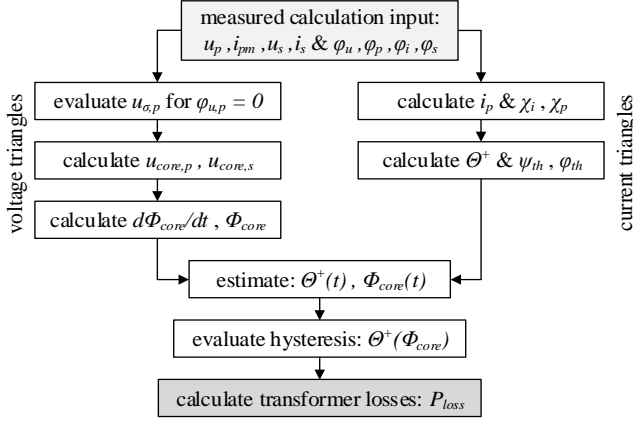 measured calculation input:
u_p , i_pm , u_s , i_s & φ_u , φ_p , φ_i , φ_s
voltage triangles
evaluate u_σ,p for φ_u,p = 0
calculate u_core,p , u_core,s
calculate dΦ_core/dt , Φ_core
calculate i_p & χ_i , χ_p
calculate Θ⁺ & ψ_th , φ_th
current triangles
estimate: Θ⁺(t) , Φ_core(t)
evaluate hysteresis: Θ⁺(Φ_core)
calculate transformer losses: P_loss